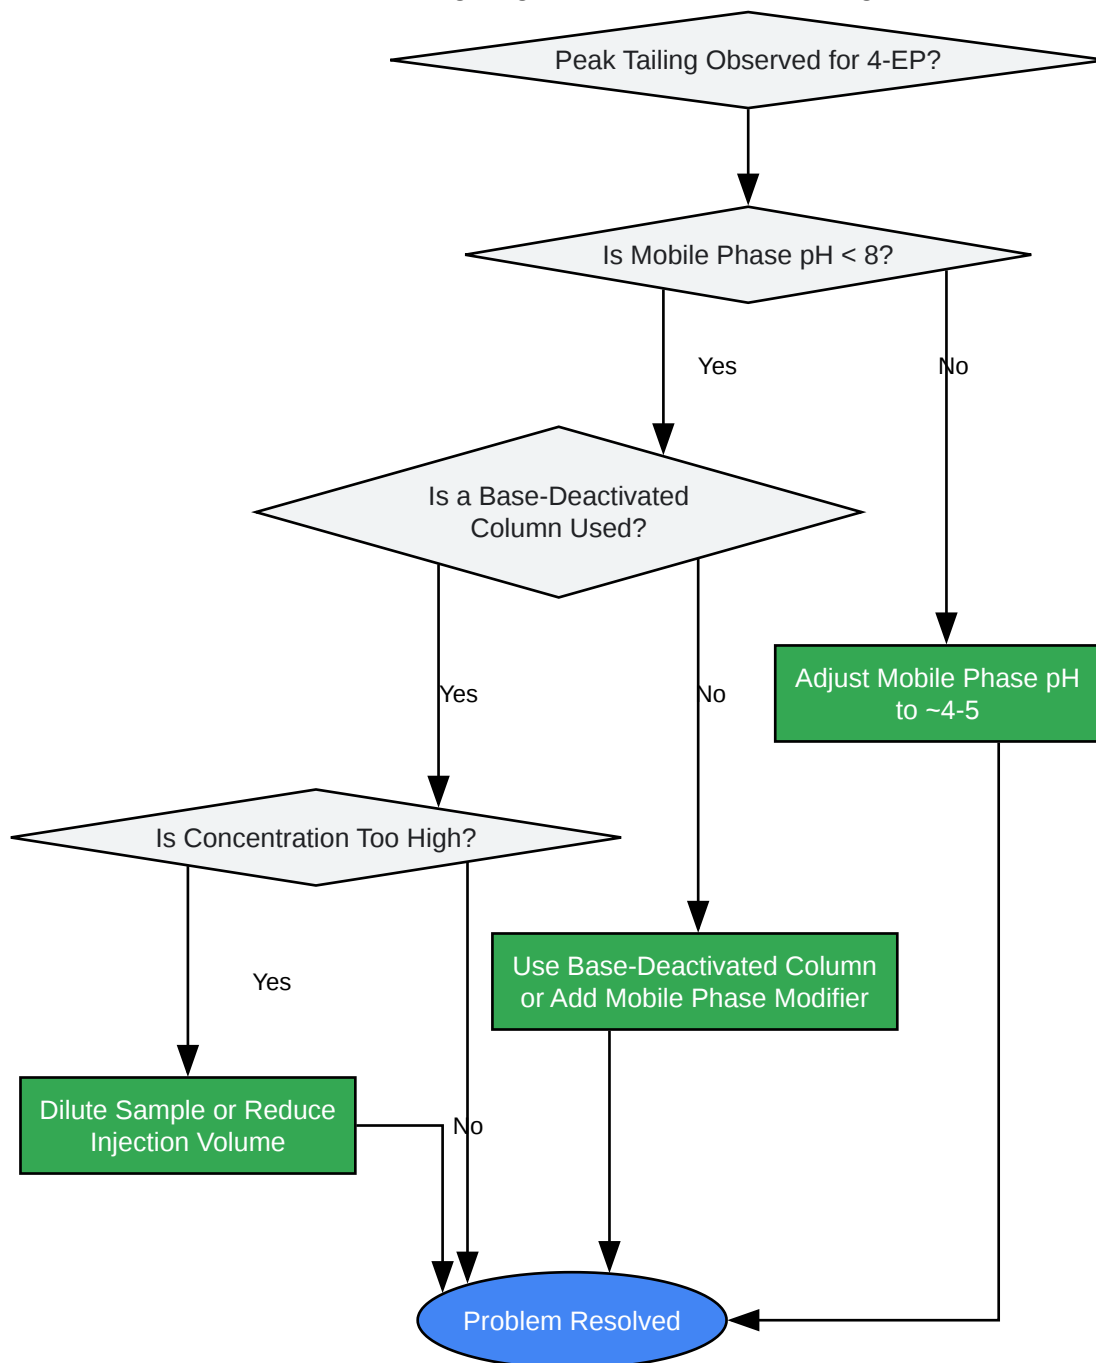 Peak Tailing Observed for 4-EP?
Is Mobile Phase pH < 8?
Yes
No
Is a Base-Deactivated
Column Used?
Adjust Mobile Phase pH
to ~4-5
Yes
No
Is Concentration Too High?
Use Base-Deactivated Column
or Add Mobile Phase Modifier
Yes
Dilute Sample or Reduce
Injection Volume
No
Problem Resolved